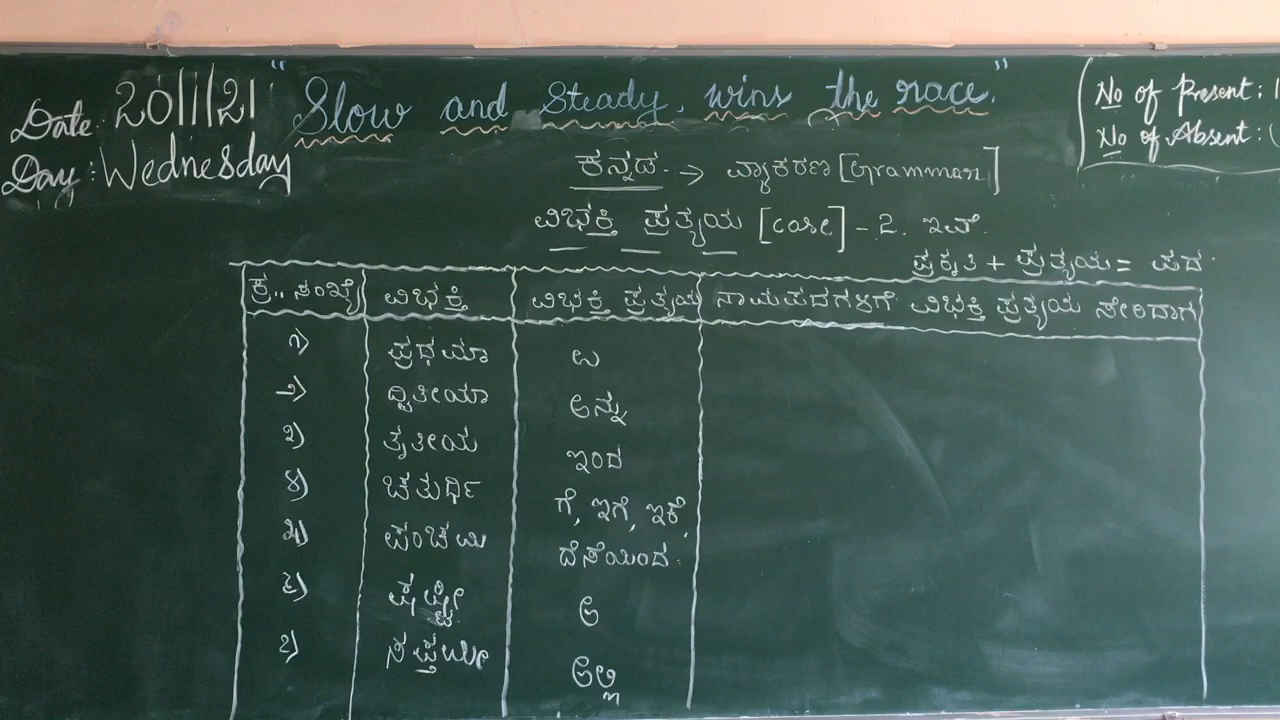 Date: 20/1/21 "Slow and Steady, wins the race."
No of Present:
Day: Wednesday
No of Absent:
ಕನ್ನಡ. → ವ್ಯಾಕರಣ [Grammar]
ವಿಭಕ್ತಿ ಪ್ರತ್ಯಯ [case] - 2.
ಪ್ರಕೃತಿ + ಪ್ರತ್ಯಯ = ಪದ
ಕ್ರ.. ಸಂಖ್ಯೆ ವಿಭಕ್ತಿ ವಿಭಕ್ತಿ ಪ್ರತ್ಯಯ ನಾಮಪದಗಳಿಗೆ ವಿಭಕ್ತಿ ಪ್ರತ್ಯಯ ಸೇರಿದಾಗ
೧) ಪ್ರಥಮಾ ಉ
೨) ದ್ವಿತೀಯಾ ಅನ್ನು
೩) ತೃತೀಯ ಇಂದ
೪) ಚತುರ್ಥಿ ಗೆ, ಇಗೆ, ಇಕೆ
೫) ಪಂಚಮಿ ದೆಸೆಯಿಂದ.
೬) ಷಷ್ಟೀ ಅ
೭) ಸಪ್ತಮೀ ಅಲ್ಲಿ